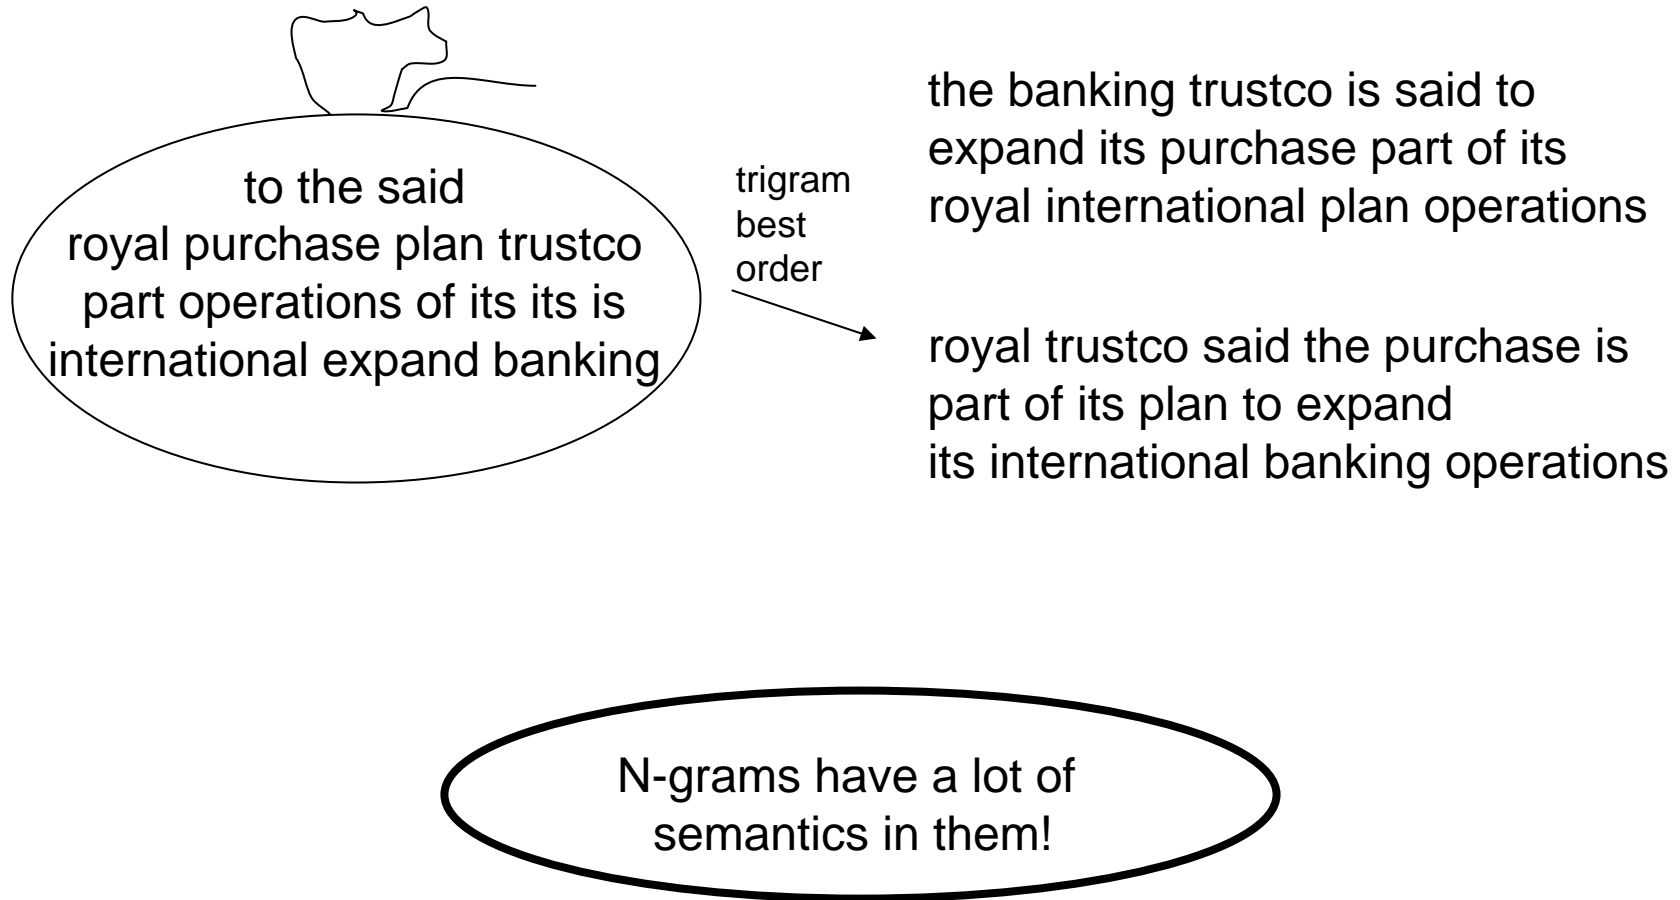 to the said
royal purchase plan trustco
part operations of its its is
international expand banking
trigram
best
order
the banking trustco is said to
expand its purchase part of its
royal international plan operations
royal trustco said the purchase is
part of its plan to expand
its international banking operations
N-grams have a lot of
semantics in them!